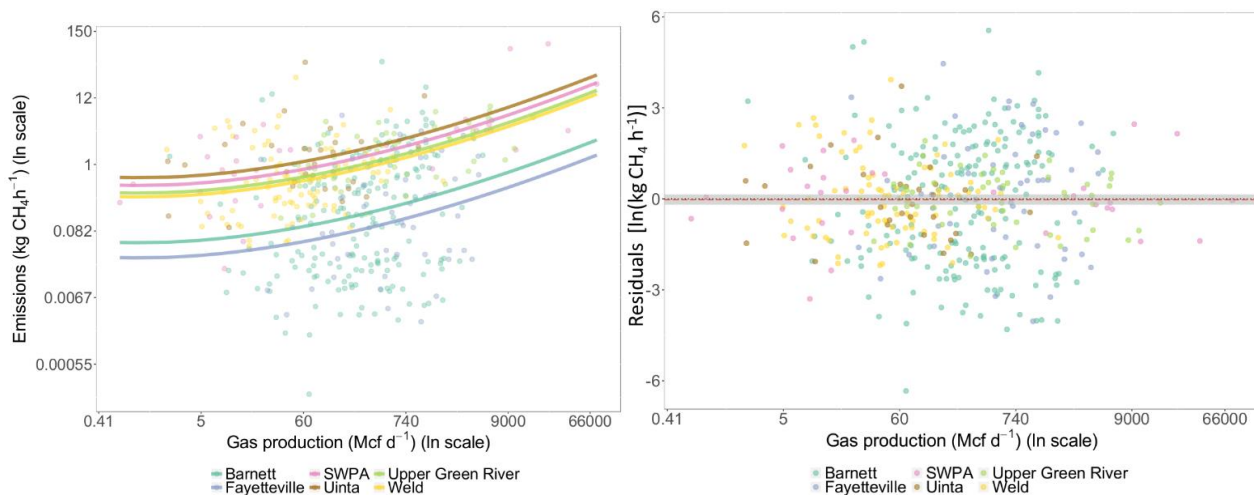 150
12
1
0.082
0.0067
0.00055
Emissions (kg CH₄h⁻¹) (ln scale)
0.41 5 60 740 9000 66000
Gas production (Mcf d⁻¹) (ln scale)
Barnett SWPA Upper Green River
Fayetteville Uinta Weld
6
3
0
-3
-6
Residuals [ln(kg CH₄ h⁻¹)]
0.41 5 60 740 9000 66000
Gas production (Mcf d⁻¹) (ln scale)
Barnett SWPA Upper Green River
Fayetteville Uinta Weld